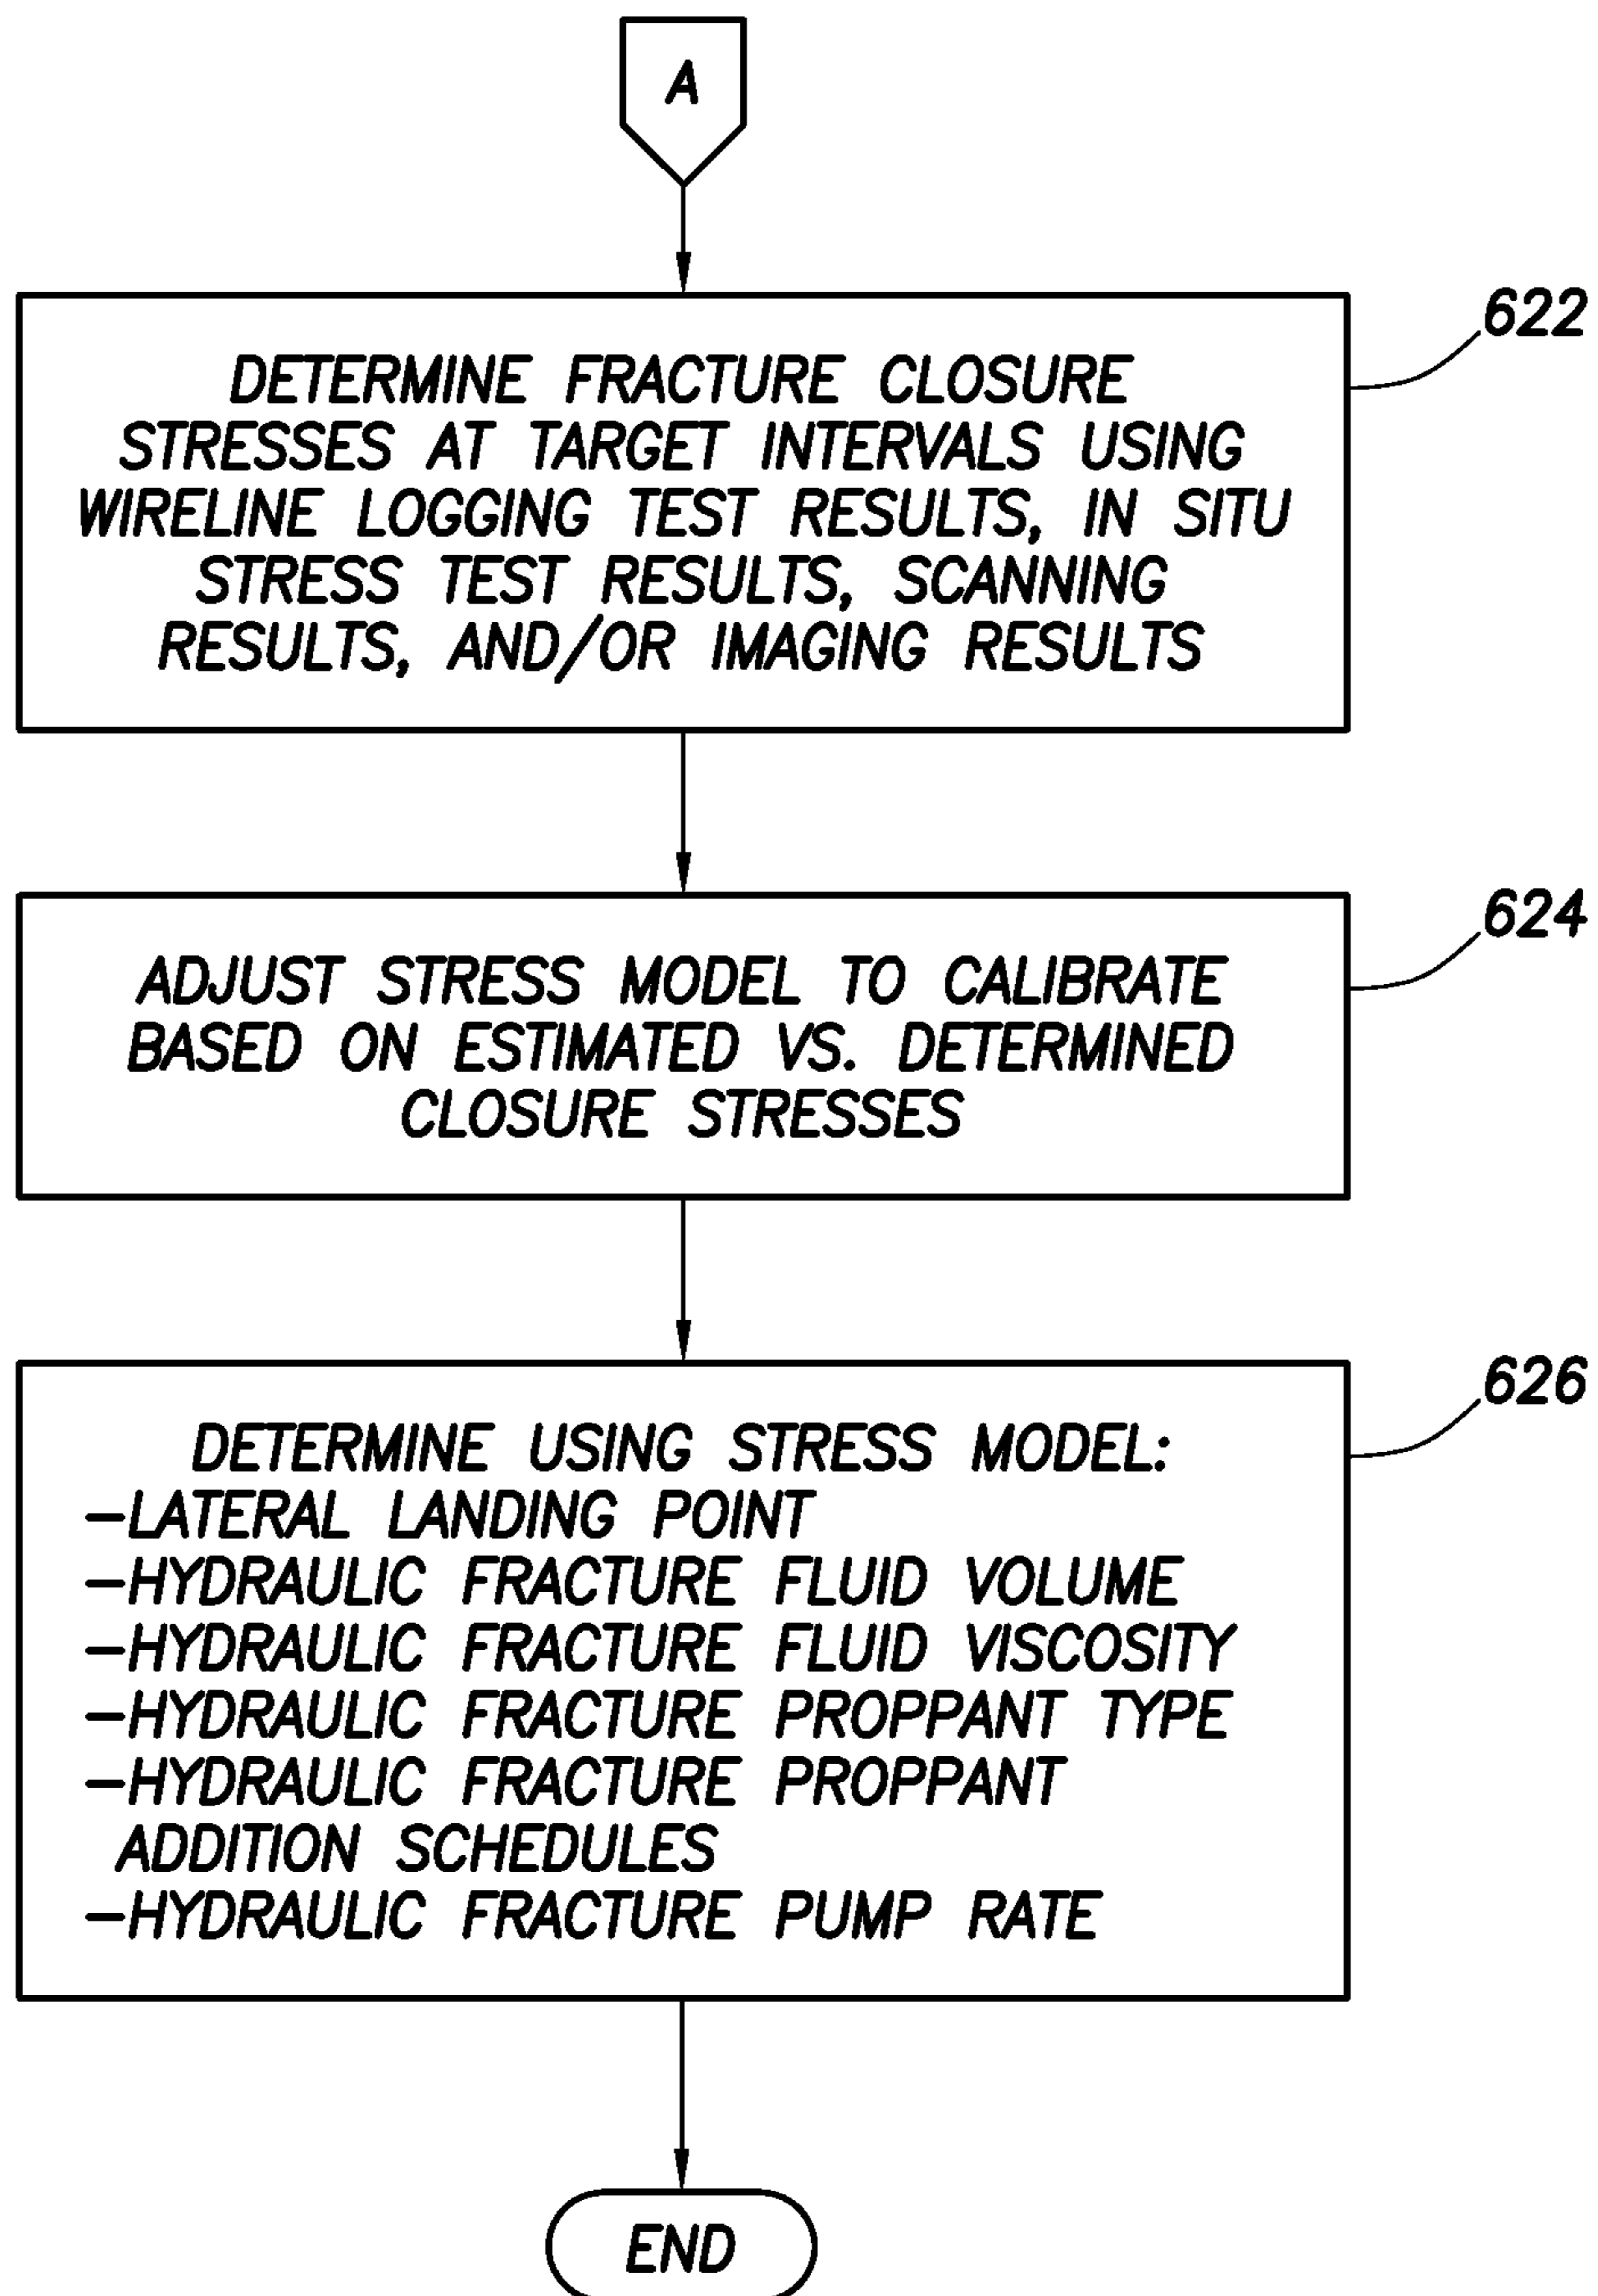 A
622
DETERMINE FRACTURE CLOSURE
STRESSES AT TARGET INTERVALS USING
WIRELINE LOGGING TEST RESULTS, IN SITU
STRESS TEST RESULTS, SCANNING
RESULTS, AND/OR IMAGING RESULTS
624
ADJUST STRESS MODEL TO CALIBRATE
BASED ON ESTIMATED VS. DETERMINED
CLOSURE STRESSES
626
DETERMINE USING STRESS MODEL:
-LATERAL LANDING POINT
-HYDRAULIC FRACTURE FLUID VOLUME
-HYDRAULIC FRACTURE FLUID VISCOSITY
-HYDRAULIC FRACTURE PROPPANT TYPE
-HYDRAULIC FRACTURE PROPPANT
ADDITION SCHEDULES
-HYDRAULIC FRACTURE PUMP RATE
END